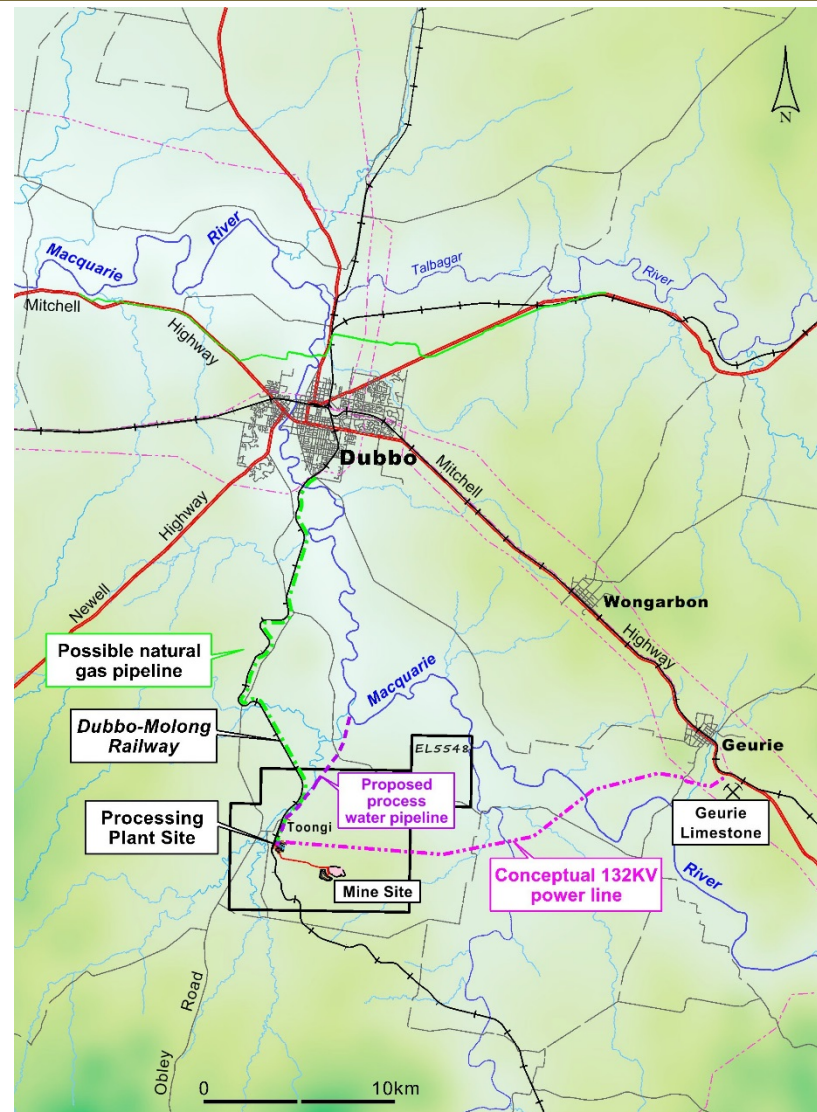 N
Macquarie
River
Talbagar
River
Mitchell
Highway
Dubbo
Mitchell
Highway
Newell
Highway
Wongarbon
Possible natural
gas pipeline
Macquarie
River
Dubbo-Molong
Railway
EL5548
Geurie
Proposed
process
water pipeline
Processing
Plant Site
Toongi
Geurie
Limestone
Mine Site
Conceptual 132KV
power line
Obley
Road
0
10km